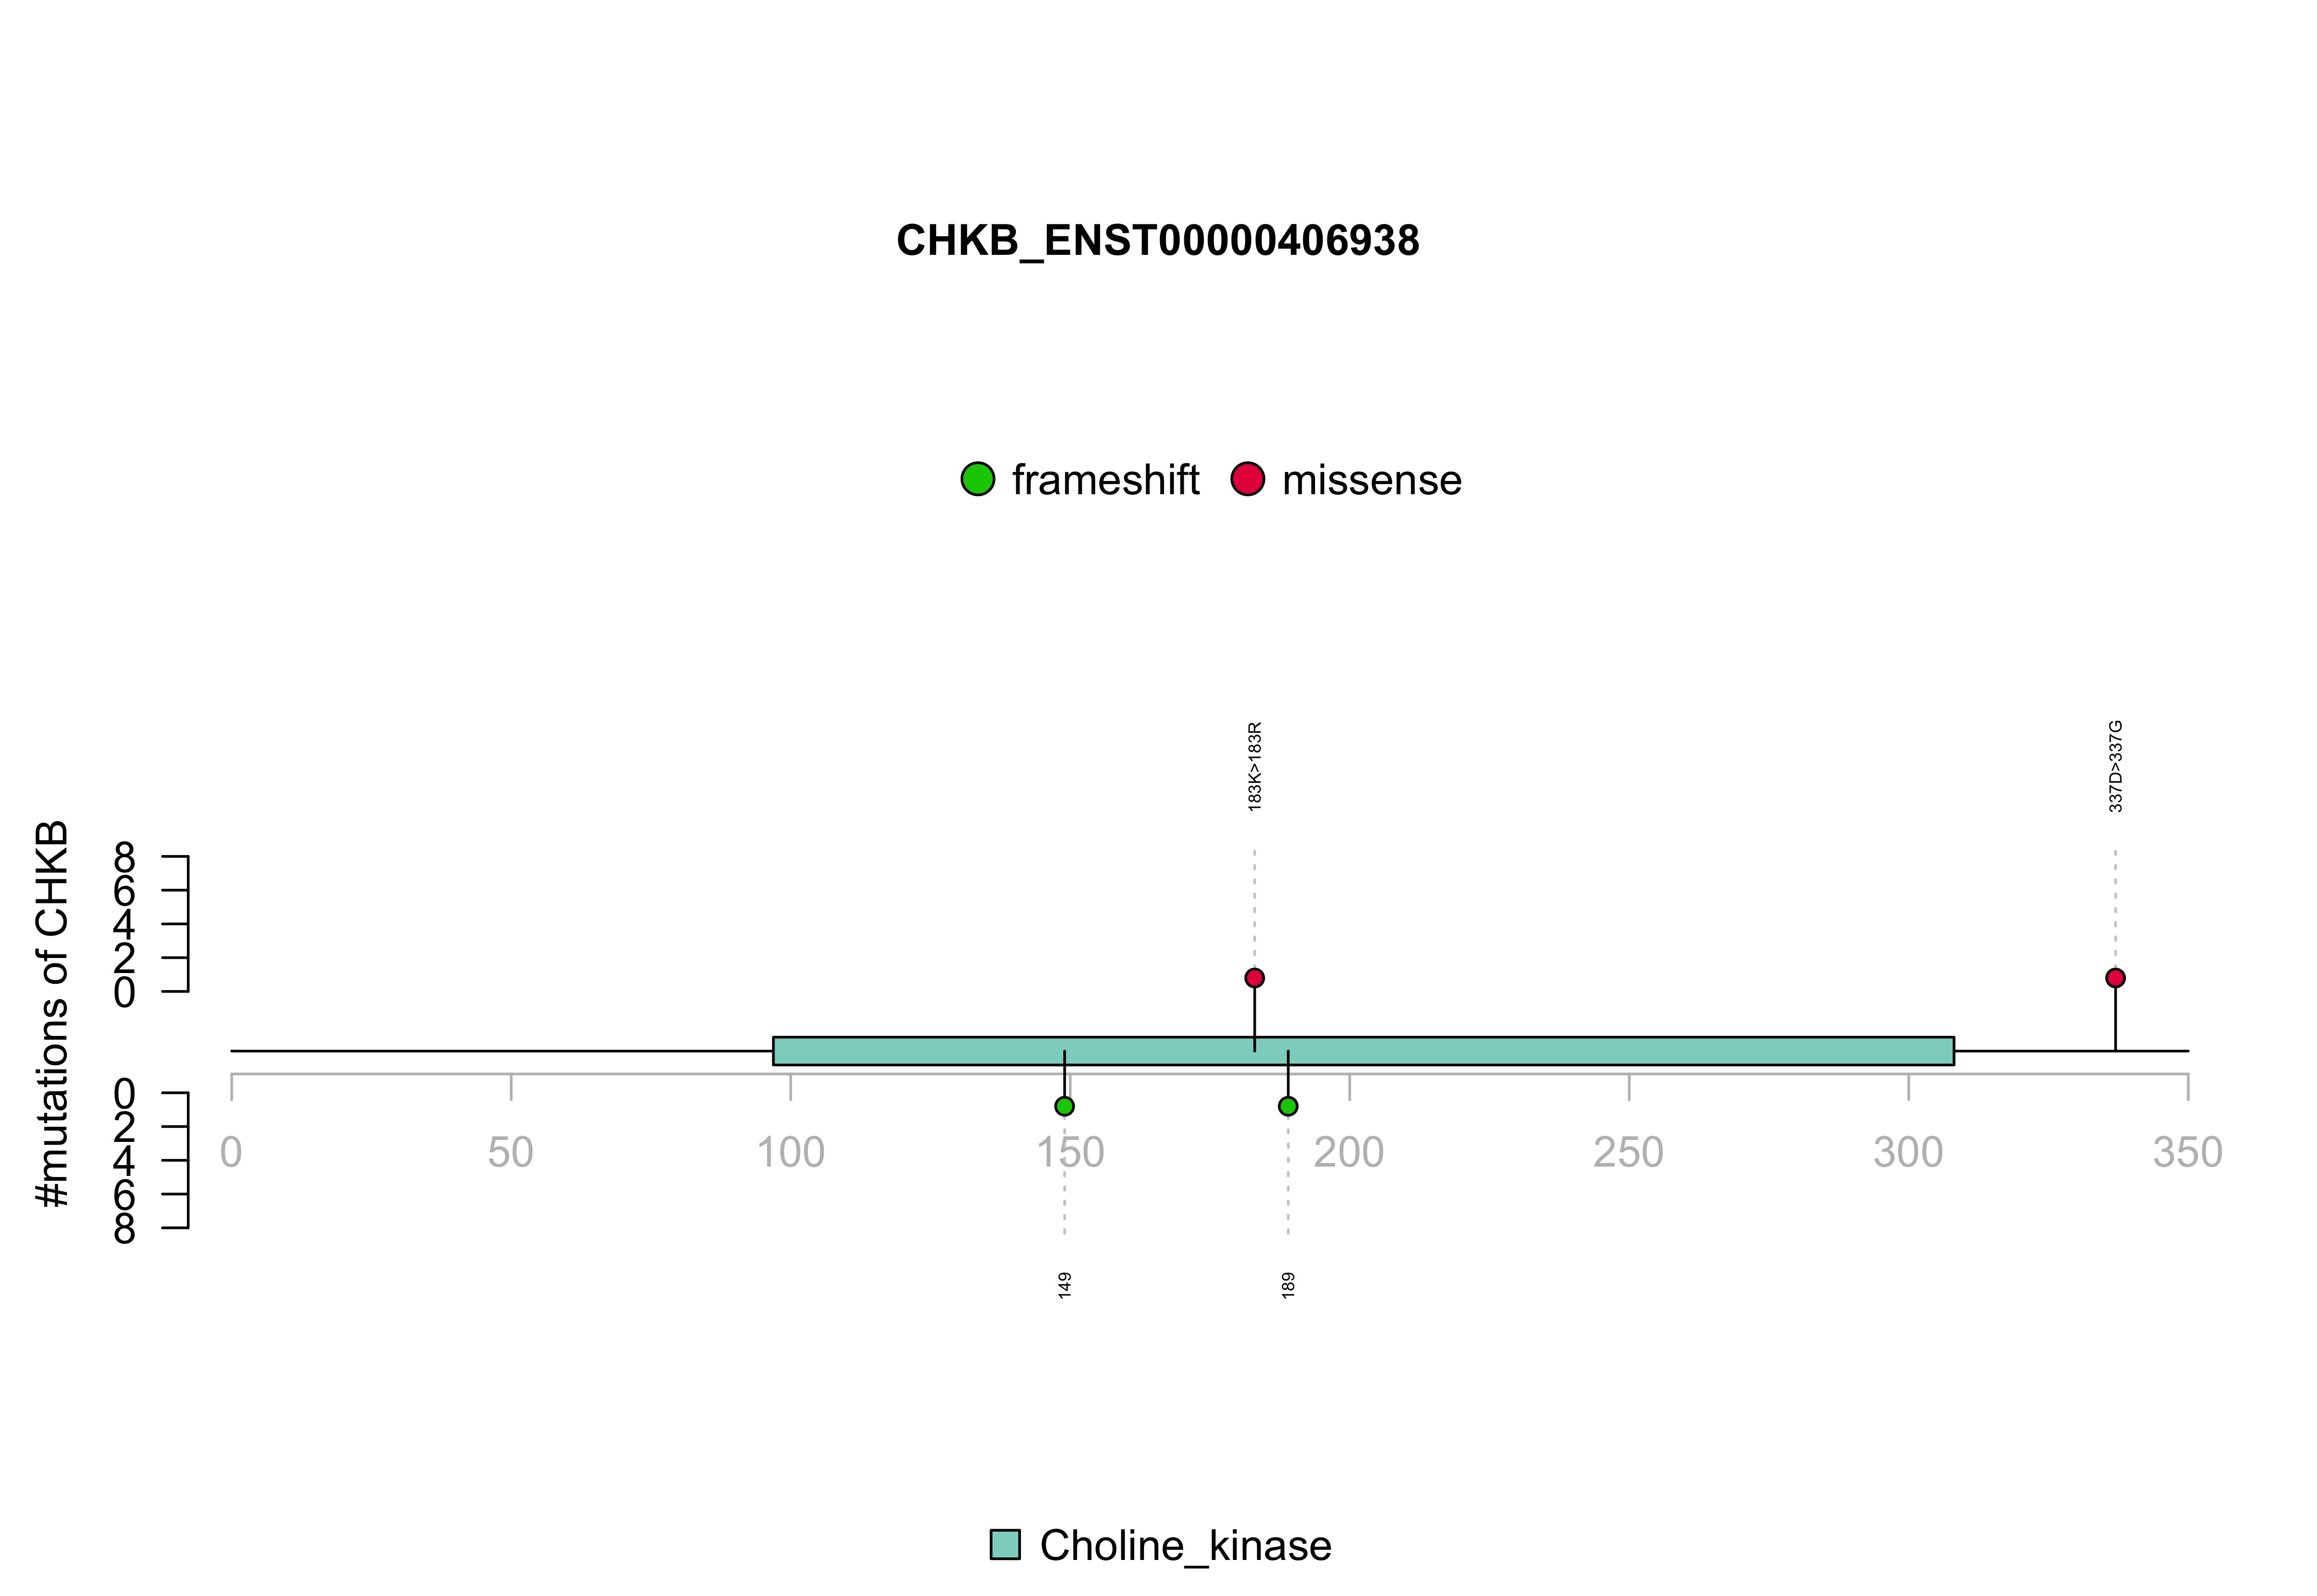 CHKB_ENST00000406938
frameshift missense
183K>183R
337D>337G
#mutations of CHKB
8
6
4
2
0
0
2
4
6
8
0 50 100 150 200 250 300 350
149
189
Choline_kinase